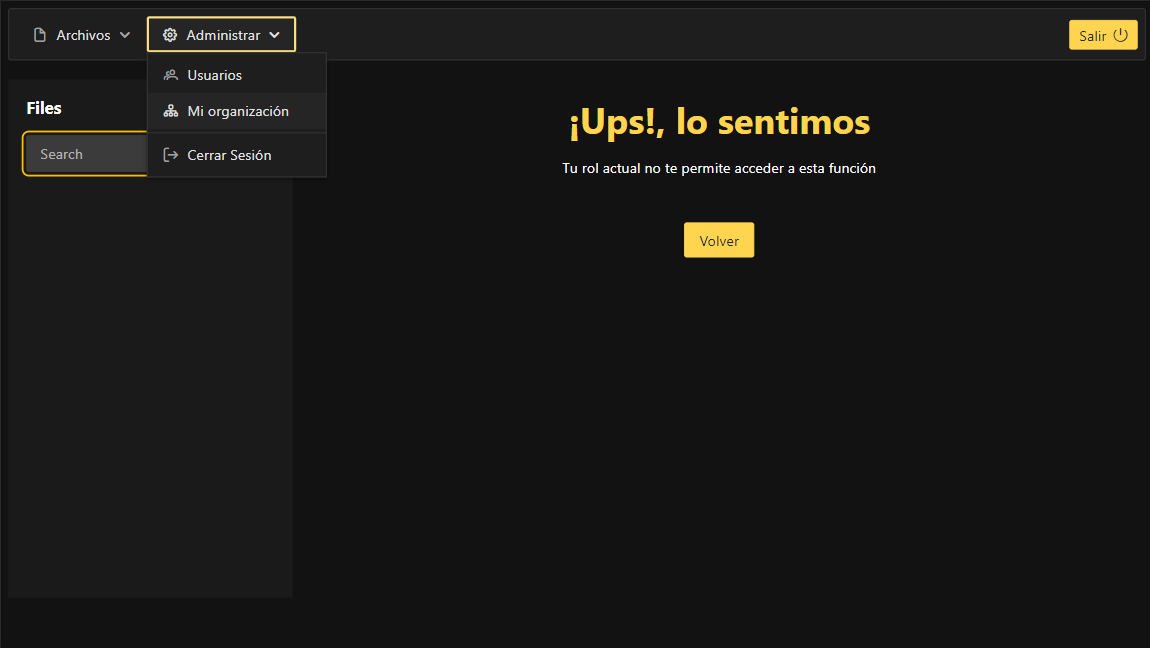 Archivos
Administrar
Salir
Usuarios
Mi organización
Cerrar Sesión
Files
Search
¡Ups!, lo sentimos
Tu rol actual no te permite acceder a esta función
Volver